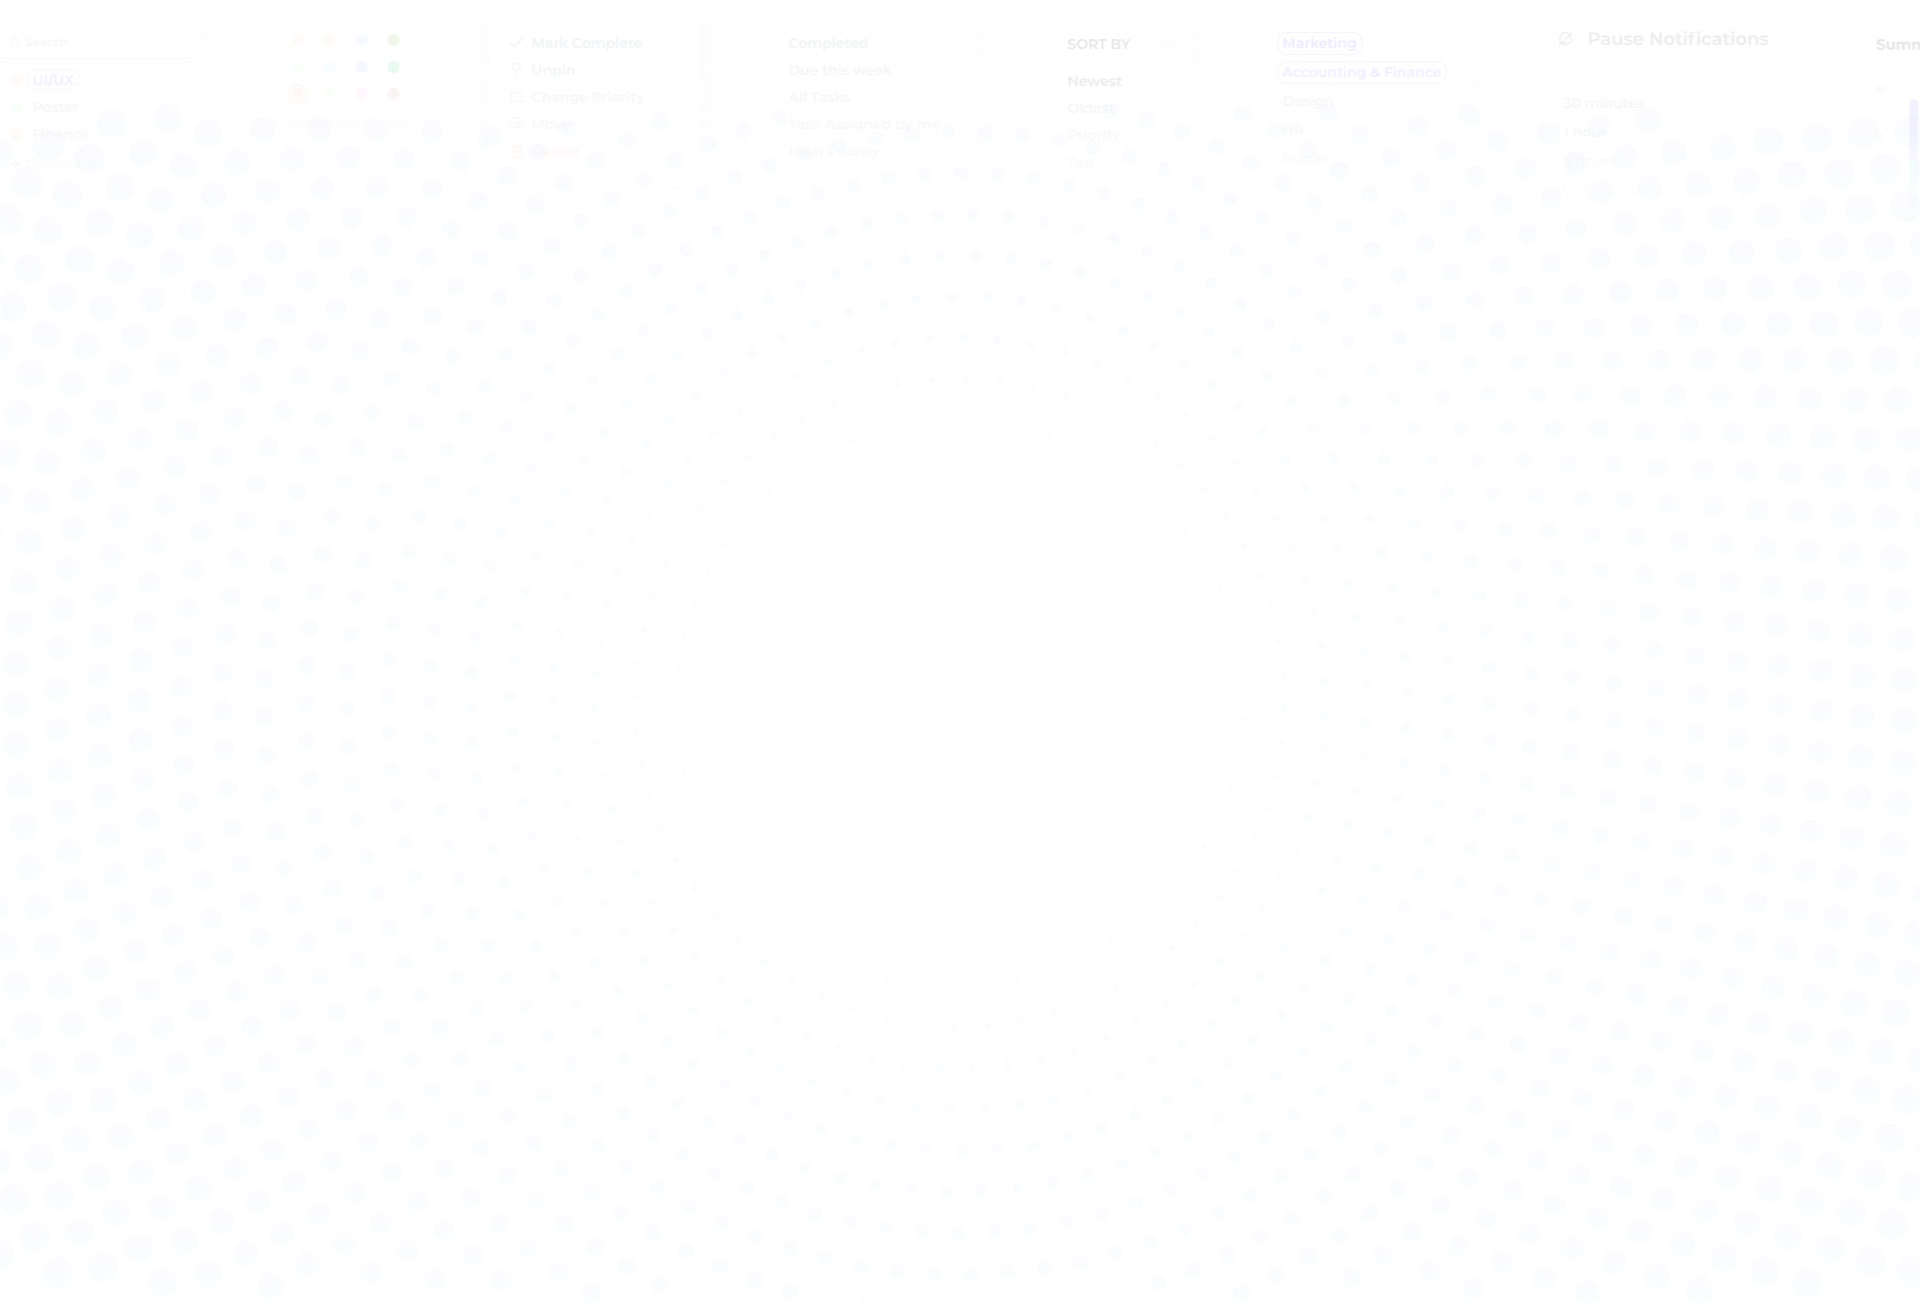 Search
UI/UX
Poster
Finance
Mark Complete
Unpin
Change Priority
Move
Delete
Completed
Due this week
All Tasks
Task Assigned by me
High Priority
SORT BY
Newest
Oldest
Priority
Tag
Marketing
Accounting & Finance
Design
HR
Poster
Pause Notifications
30 minutes
1 hour
2 hours
Summ